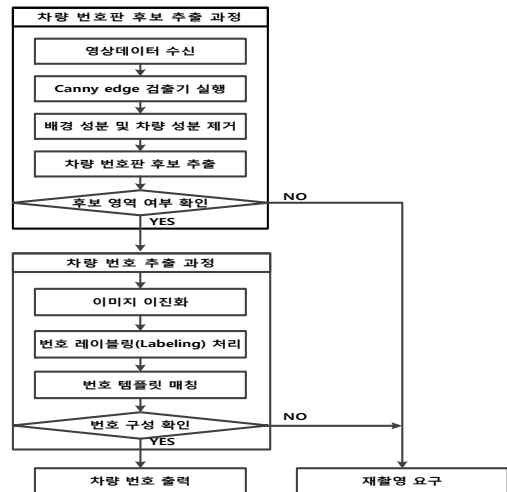 차량 번호판 후보 추출 과정
영상데이터 수신
Canny edge 검출기 실행
배경 성분 및 차량 성분 제거
차량 번호판 후보 추출
후보 영역 여부 확인
NO
YES
차량 번호 추출 과정
이미지 이진화
번호 레이블링(Labeling) 처리
번호 템플릿 매칭
번호 구성 확인
NO
YES
차량 번호 출력
재촬영 요구